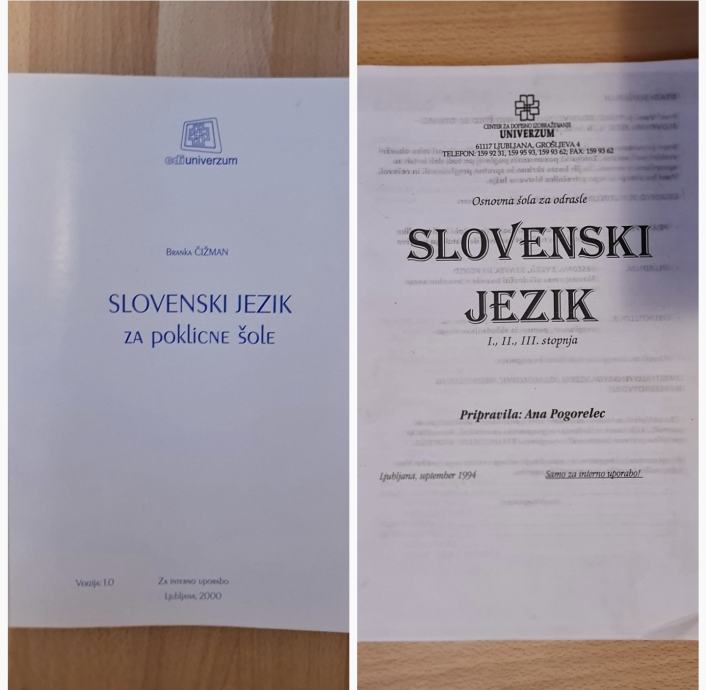 ediuniverzum
Branka ČIŽMAN
SLOVENSKI JEZIK
ZA POKLICNE ŠOLE
Verzija: 1.0
Za interno uporabo
Ljubljana, 2000
CENTER ZA DOPISNO IZOBRAŽEVANJE
UNIVERZUM
61117 LJUBLJANA, GROŠLJEVA 4
TELEFON: 159 92 31, 159 95 93, 159 93 62; FAX: 159 93 62
Osnovna šola za odrasle
SLOVENSKI
JEZIK
I., II., III. stopnja
Pripravila: Ana Pogorelec
Ljubljana, september 1994
Samo za interno uporabo!